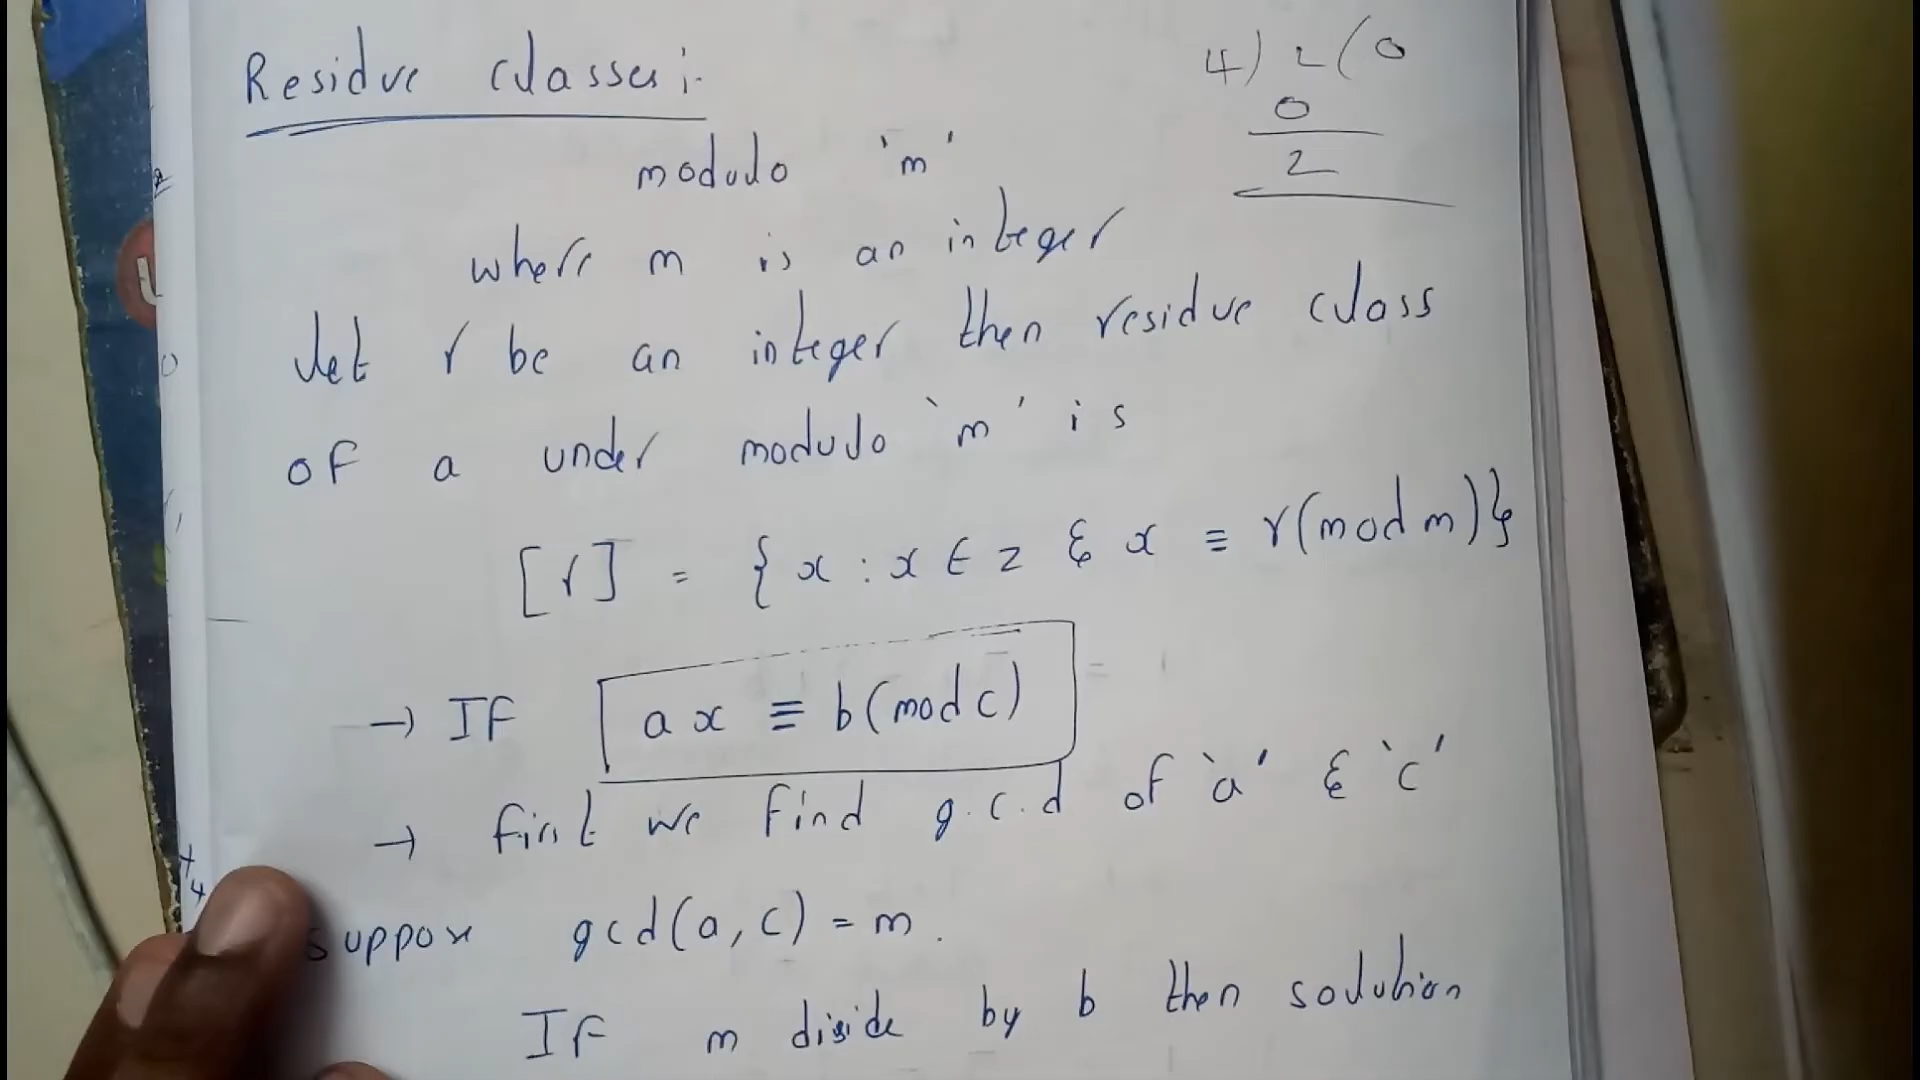 Residue classes :-
4) 2 ( 0
0
2
modulo 'm'
where m is an integer
Let r be an integer then residue class
of a under modulo 'm' is
[r] = { x : x ∈ z & x ≡ r (mod m) }
→ If ax ≡ b (mod c)
→ first we find g.c.d of 'a' & 'c'
suppose gcd(a, c) = m.
If m divide by b then solution